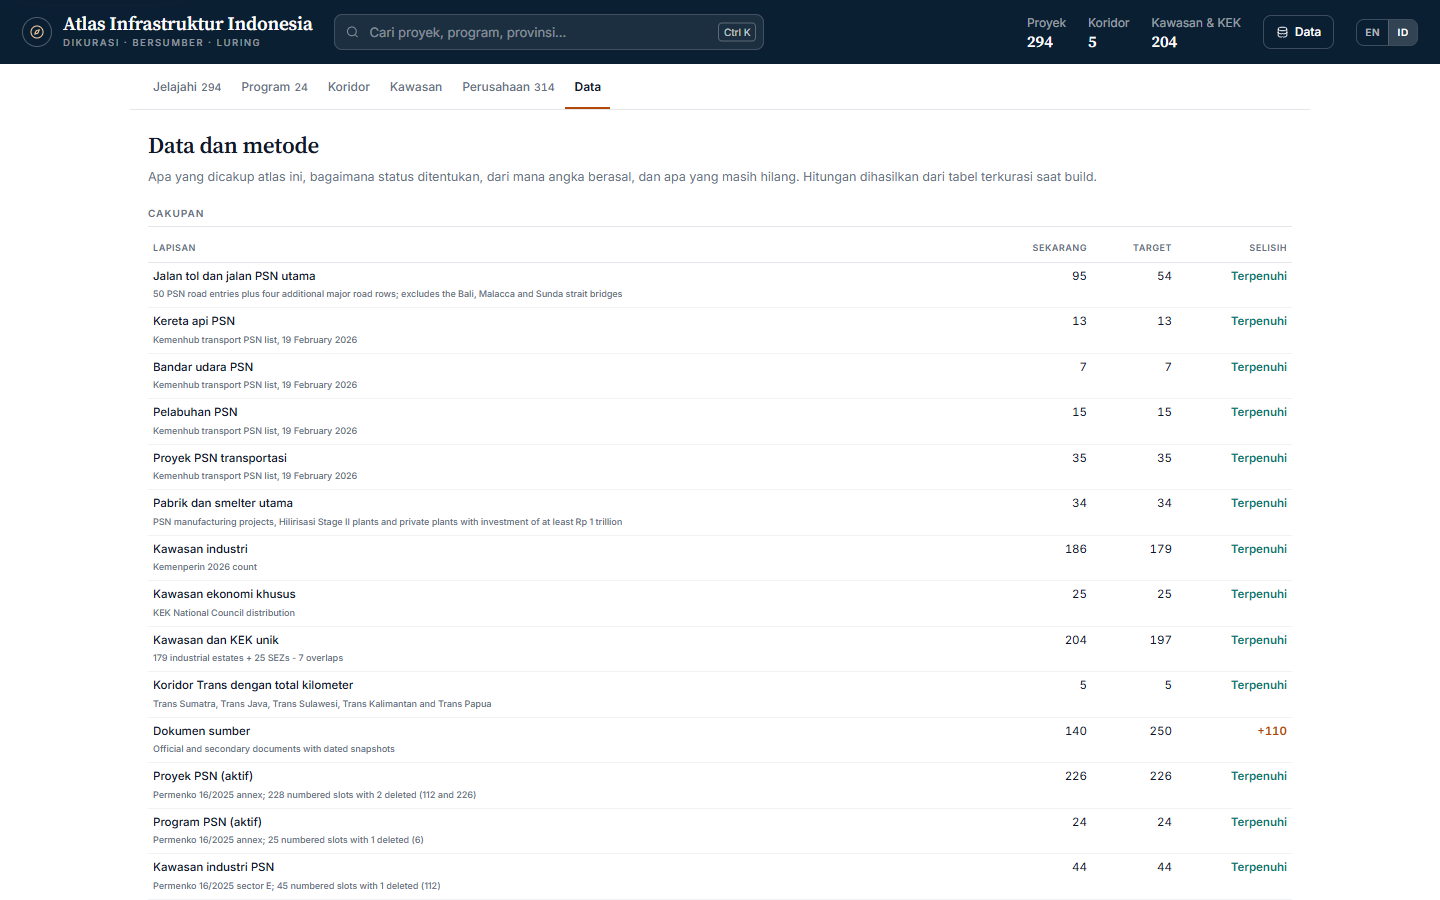 Atlas Infrastruktur Indonesia
DIKURASI · BERSUMBER · LURING
Cari proyek, program, provinsi...
Ctrl K
Proyek
294
Koridor
5
Kawasan & KEK
204
Data
EN
ID
Jelajahi 294
Program 24
Koridor
Kawasan
Perusahaan 314
Data
Data dan metode
Apa yang dicakup atlas ini, bagaimana status ditentukan, dari mana angka berasal, dan apa yang masih hilang. Hitungan dihasilkan dari tabel terkurasi saat build.
CAKUPAN
LAPISAN SEKARANG TARGET SELISIH
Jalan tol dan jalan PSN utama 95 54 Terpenuhi
50 PSN road entries plus four additional major road rows; excludes the Bali, Malacca and Sunda strait bridges
Kereta api PSN 13 13 Terpenuhi
Kemenhub transport PSN list, 19 February 2026
Bandar udara PSN 7 7 Terpenuhi
Kemenhub transport PSN list, 19 February 2026
Pelabuhan PSN 15 15 Terpenuhi
Kemenhub transport PSN list, 19 February 2026
Proyek PSN transportasi 35 35 Terpenuhi
Kemenhub transport PSN list, 19 February 2026
Pabrik dan smelter utama 34 34 Terpenuhi
PSN manufacturing projects, Hilirisasi Stage II plants and private plants with investment of at least Rp 1 trillion
Kawasan industri 186 179 Terpenuhi
Kemenperin 2026 count
Kawasan ekonomi khusus 25 25 Terpenuhi
KEK National Council distribution
Kawasan dan KEK unik 204 197 Terpenuhi
179 industrial estates + 25 SEZs - 7 overlaps
Koridor Trans dengan total kilometer 5 5 Terpenuhi
Trans Sumatra, Trans Java, Trans Sulawesi, Trans Kalimantan and Trans Papua
Dokumen sumber 140 250 +110
Official and secondary documents with dated snapshots
Proyek PSN (aktif) 226 226 Terpenuhi
Permenko 16/2025 annex; 228 numbered slots with 2 deleted (112 and 226)
Program PSN (aktif) 24 24 Terpenuhi
Permenko 16/2025 annex; 25 numbered slots with 1 deleted (6)
Kawasan industri PSN 44 44 Terpenuhi
Permenko 16/2025 sector E; 45 numbered slots with 1 deleted (112)